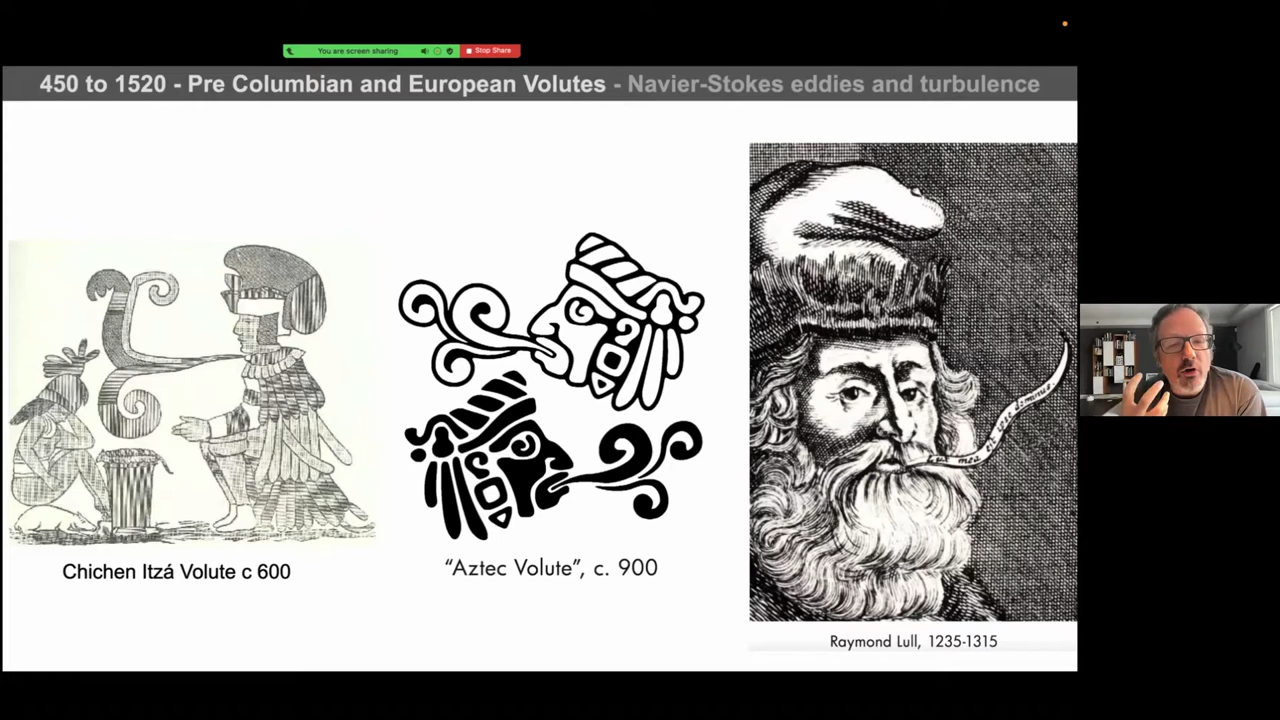 You are screen sharing
Stop Share
450 to 1520 - Pre Columbian and European Volutes - Navier-Stokes eddies and turbulence
Chichen Itzá Volute c 600
“Aztec Volute”, c. 900
Raymond Lull, 1235-1315